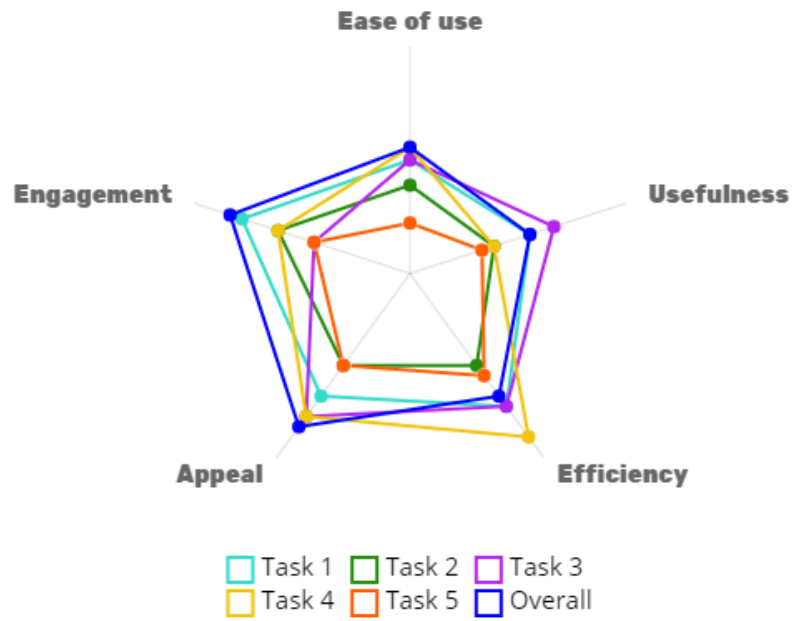 Ease of use
Engagement
Usefulness
Appeal
Efficiency
Task 1 Task 2 Task 3
Task 4 Task 5 Overall